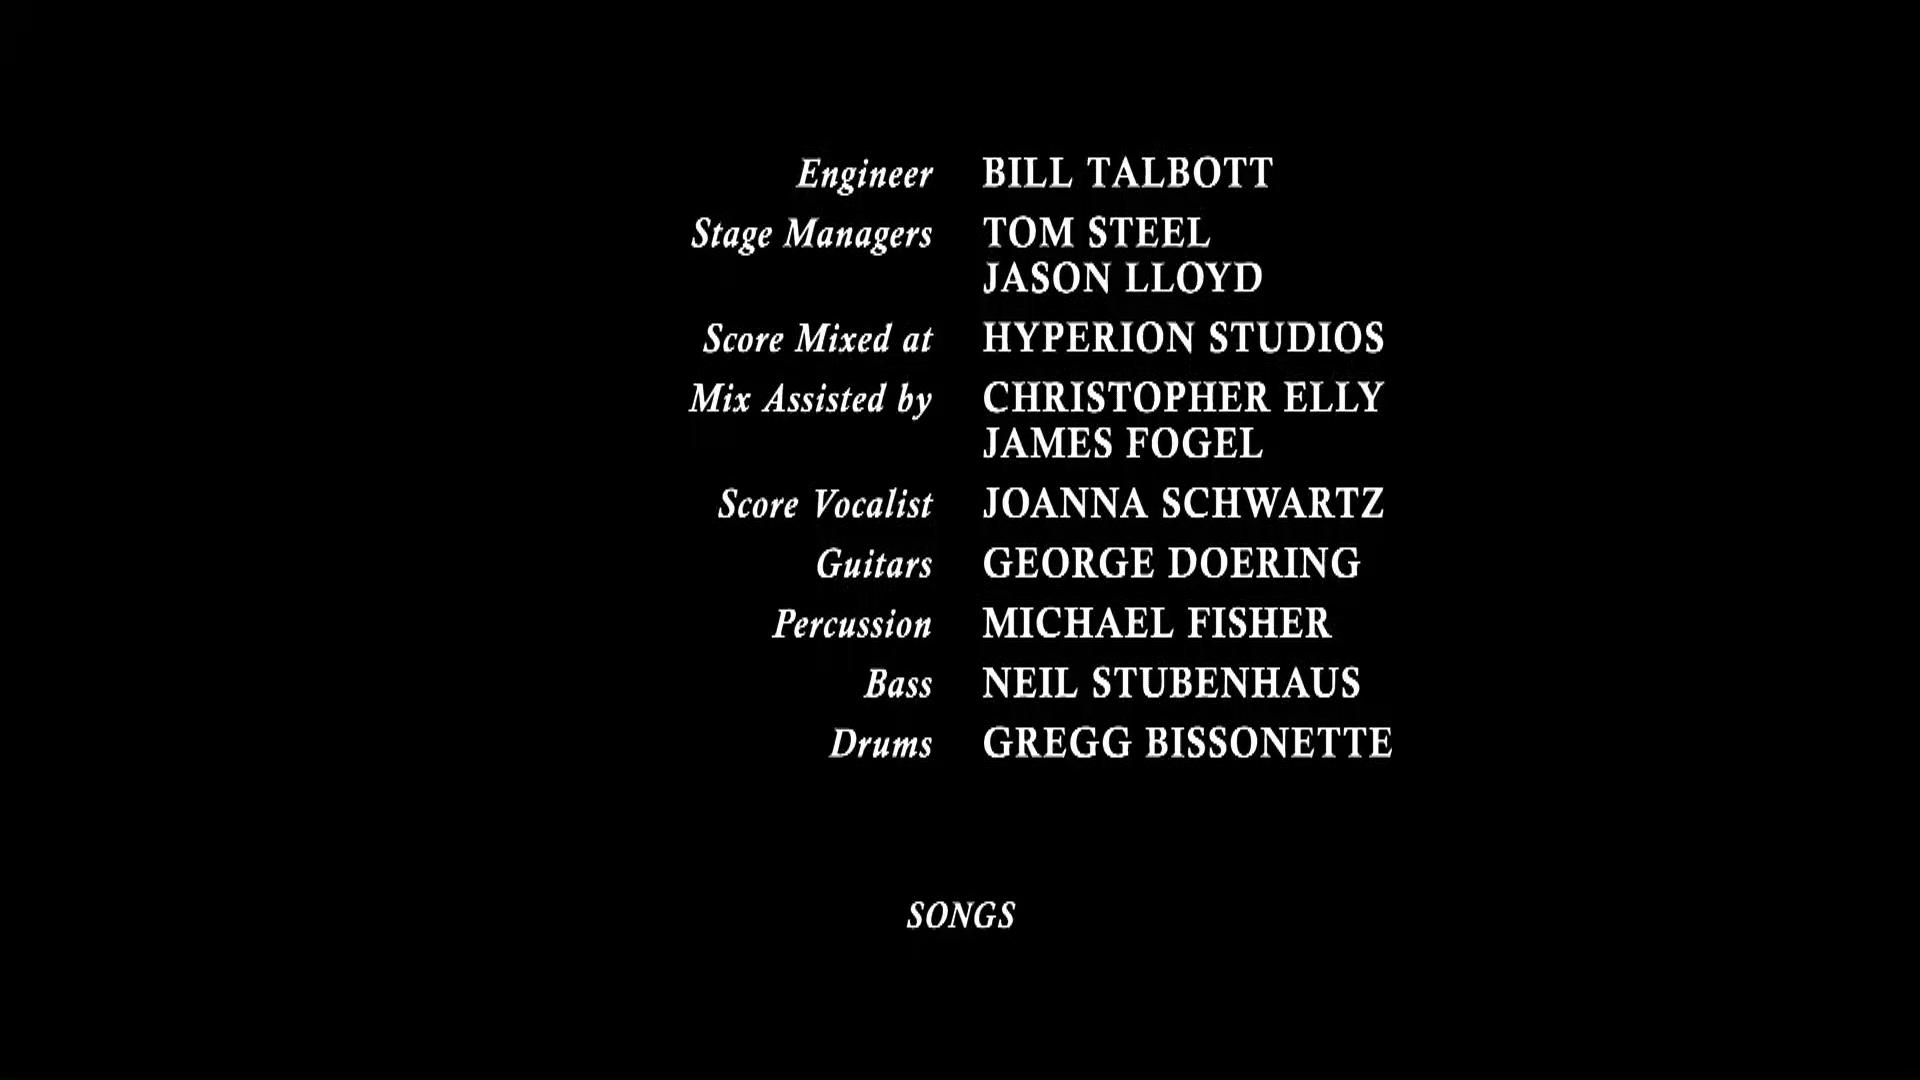 Engineer BILL TALBOTT
Stage Managers TOM STEEL
JASON LLOYD
Score Mixed at HYPERION STUDIOS
Mix Assisted by CHRISTOPHER ELLY
JAMES FOGEL
Score Vocalist JOANNA SCHWARTZ
Guitars GEORGE DOERING
Percussion MICHAEL FISHER
Bass NEIL STUBENHAUS
Drums GREGG BISSONETTE
SONGS